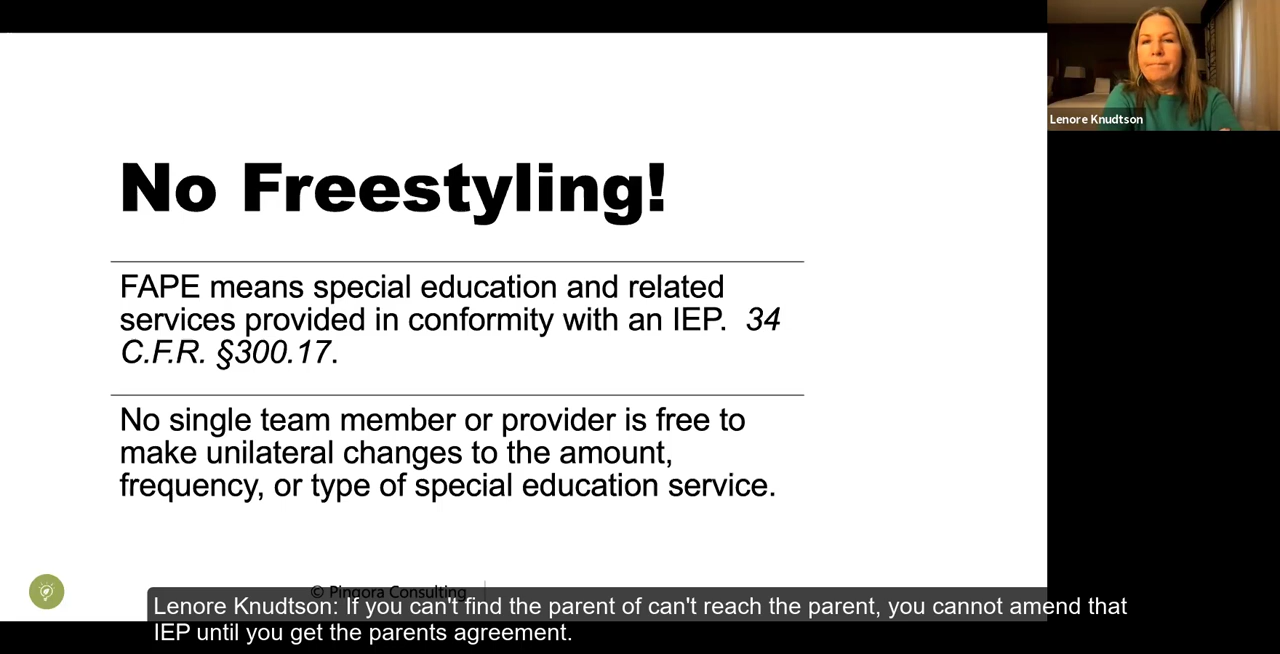 Lenore Knudtson
No Freestyling!
FAPE means special education and related
services provided in conformity with an IEP.  34
C.F.R. §300.17.
No single team member or provider is free to
make unilateral changes to the amount,
frequency, or type of special education service.
© Pingora Consulting
Lenore Knudtson: If you can't find the parent of can't reach the parent, you cannot amend that
IEP until you get the parents agreement.